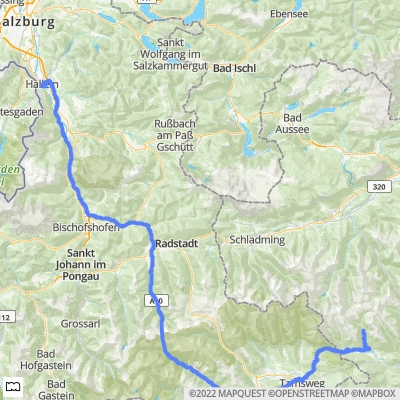 ssing
Ebensee
alzburg
Sankt
Wolfgang im
Salzkammergut
Bad Ischl
Hallein
tesgaden
Rußbach
am Paß
Gschütt
Bad
Aussee
320
Bischofshofen
Radstadt
Schladming
Sankt
Johann im
Pongau
A10
Großarl
Bad
Hofgastein
Bad
Tamsweg
©2022 MAPQUEST ©OPENSTREETMAP ©MAPBOX